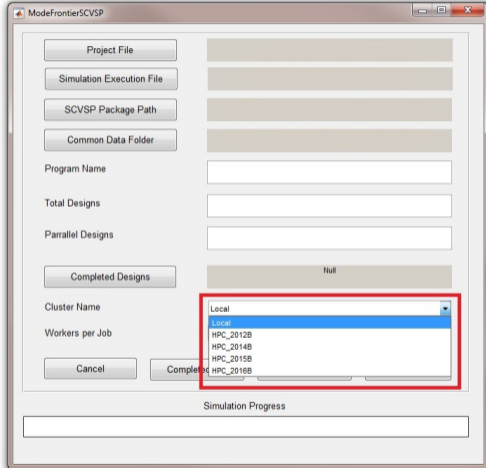 ModeFrontierSCVSP
Project File
Simulation Execution File
SCVSP Package Path
Common Data Folder
Program Name
Total Designs
Parrallel Designs
Completed Designs
Null
Cluster Name
Local
Local
HPC_2012B
Workers per Job
HPC_2014B
HPC_2015B
Cancel
Complet
HPC_2016B
Simulation Progress